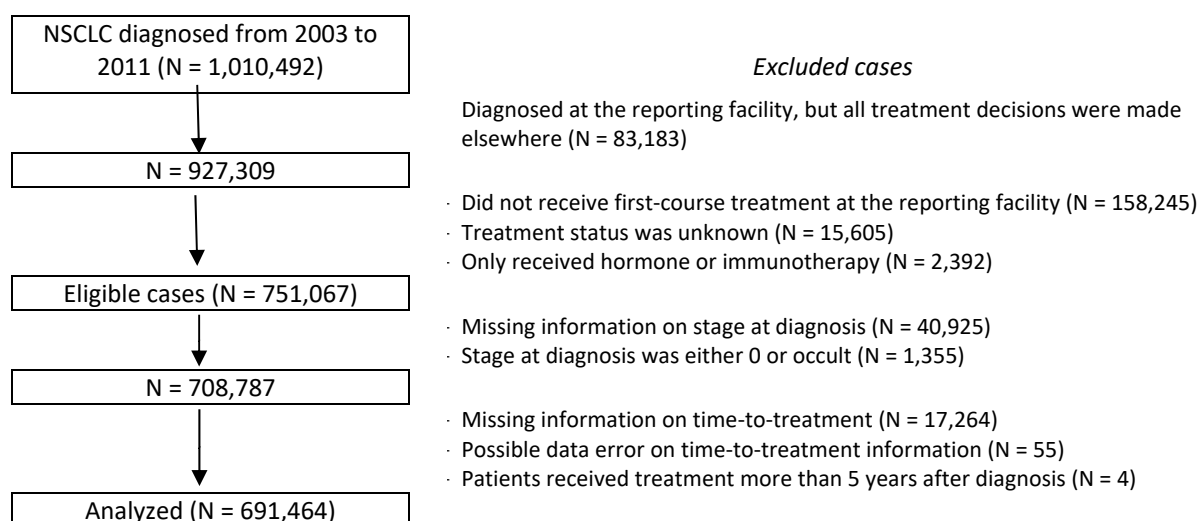 NSCLC diagnosed from 2003 to
2011 (N = 1,010,492)
Excluded cases
Diagnosed at the reporting facility, but all treatment decisions were made
elsewhere (N = 83,183)
N = 927,309
· Did not receive first-course treatment at the reporting facility (N = 158,245)
· Treatment status was unknown (N = 15,605)
· Only received hormone or immunotherapy (N = 2,392)
Eligible cases (N = 751,067)
· Missing information on stage at diagnosis (N = 40,925)
· Stage at diagnosis was either 0 or occult (N = 1,355)
N = 708,787
· Missing information on time-to-treatment (N = 17,264)
· Possible data error on time-to-treatment information (N = 55)
· Patients received treatment more than 5 years after diagnosis (N = 4)
Analyzed (N = 691,464)